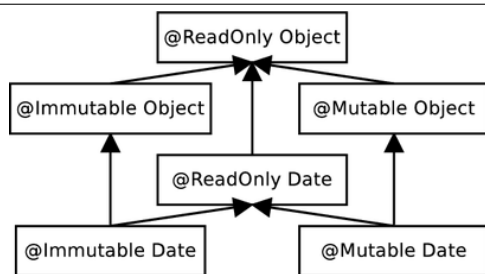 @ReadOnly Object
@Immutable Object
@Mutable Object
@ReadOnly Date
@Immutable Date
@Mutable Date